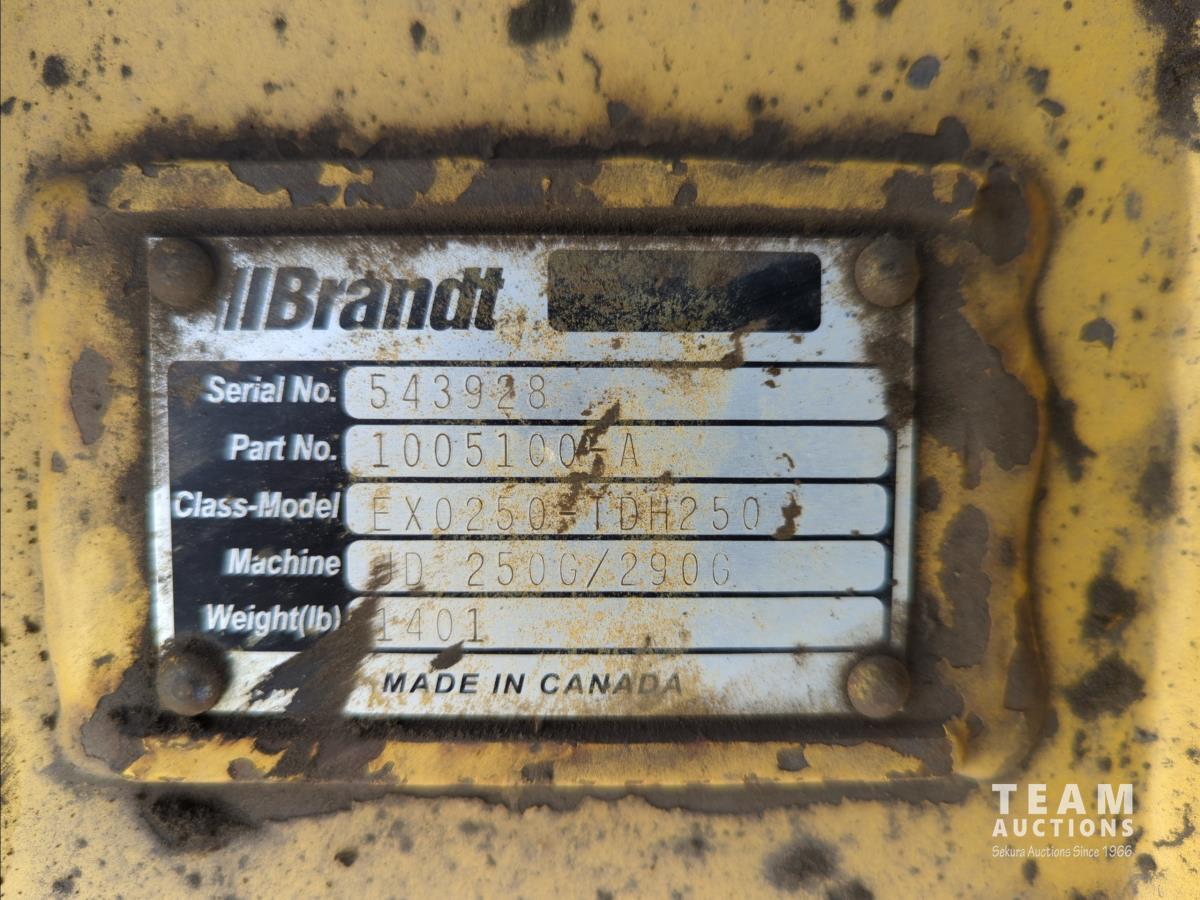 Brandt
Serial No. 543928
Part No. 1005100-A
Class-Model EX0250-TDH250
Machine JD 250G/290G
Weight(lb) 1401
MADE IN CANADA
TEAM
AUCTIONS
Sekura Auctions Since 1966